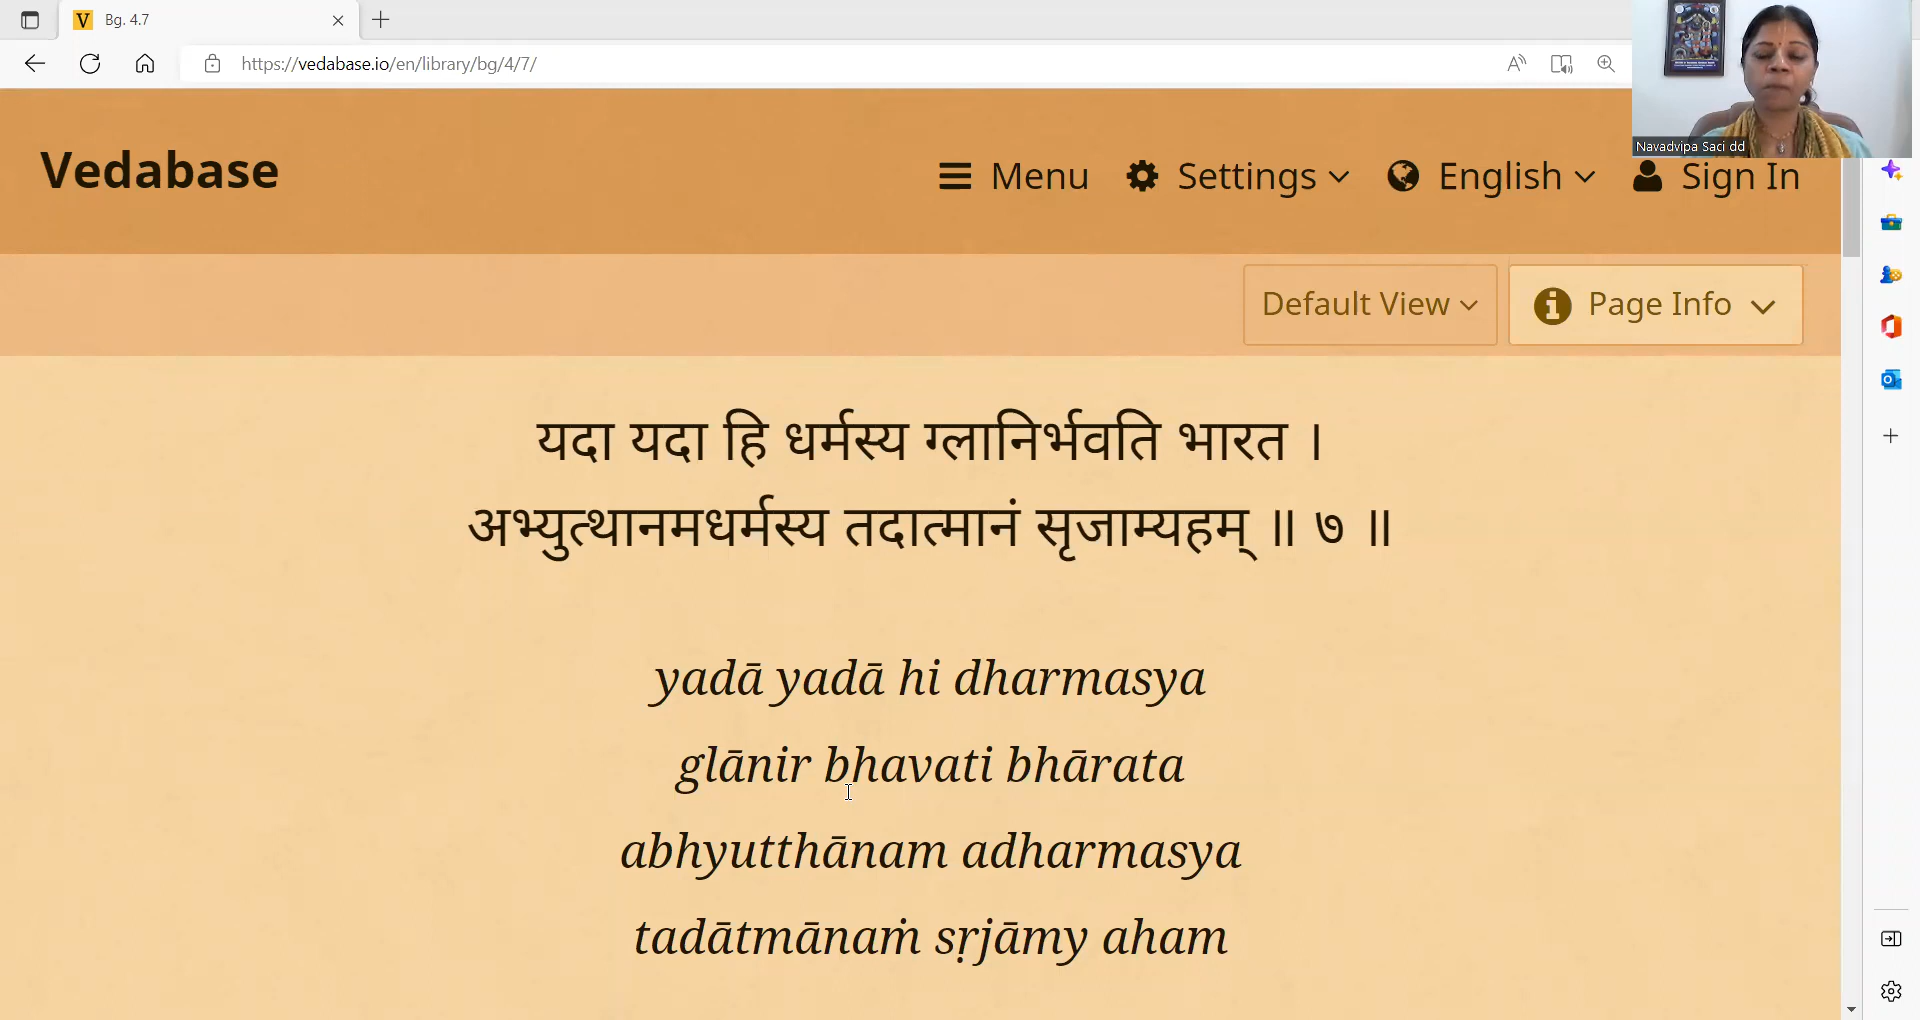 Bg. 4.7
https://vedabase.io/en/library/bg/4/7/
Navadvipa Saci dd
Vedabase
Menu
Settings
English
Sign In
Default View
Page Info
यदा यदा हि धर्मस्य ग्लानिर्भवति भारत ।
अभ्युत्थानमधर्मस्य तदात्मानं सृजाम्यहम् ॥ ७ ॥
yadā yadā hi dharmasya
glānir bhavati bhārata
abhyutthānam adharmasya
tadātmānaṁ sṛjāmy aham